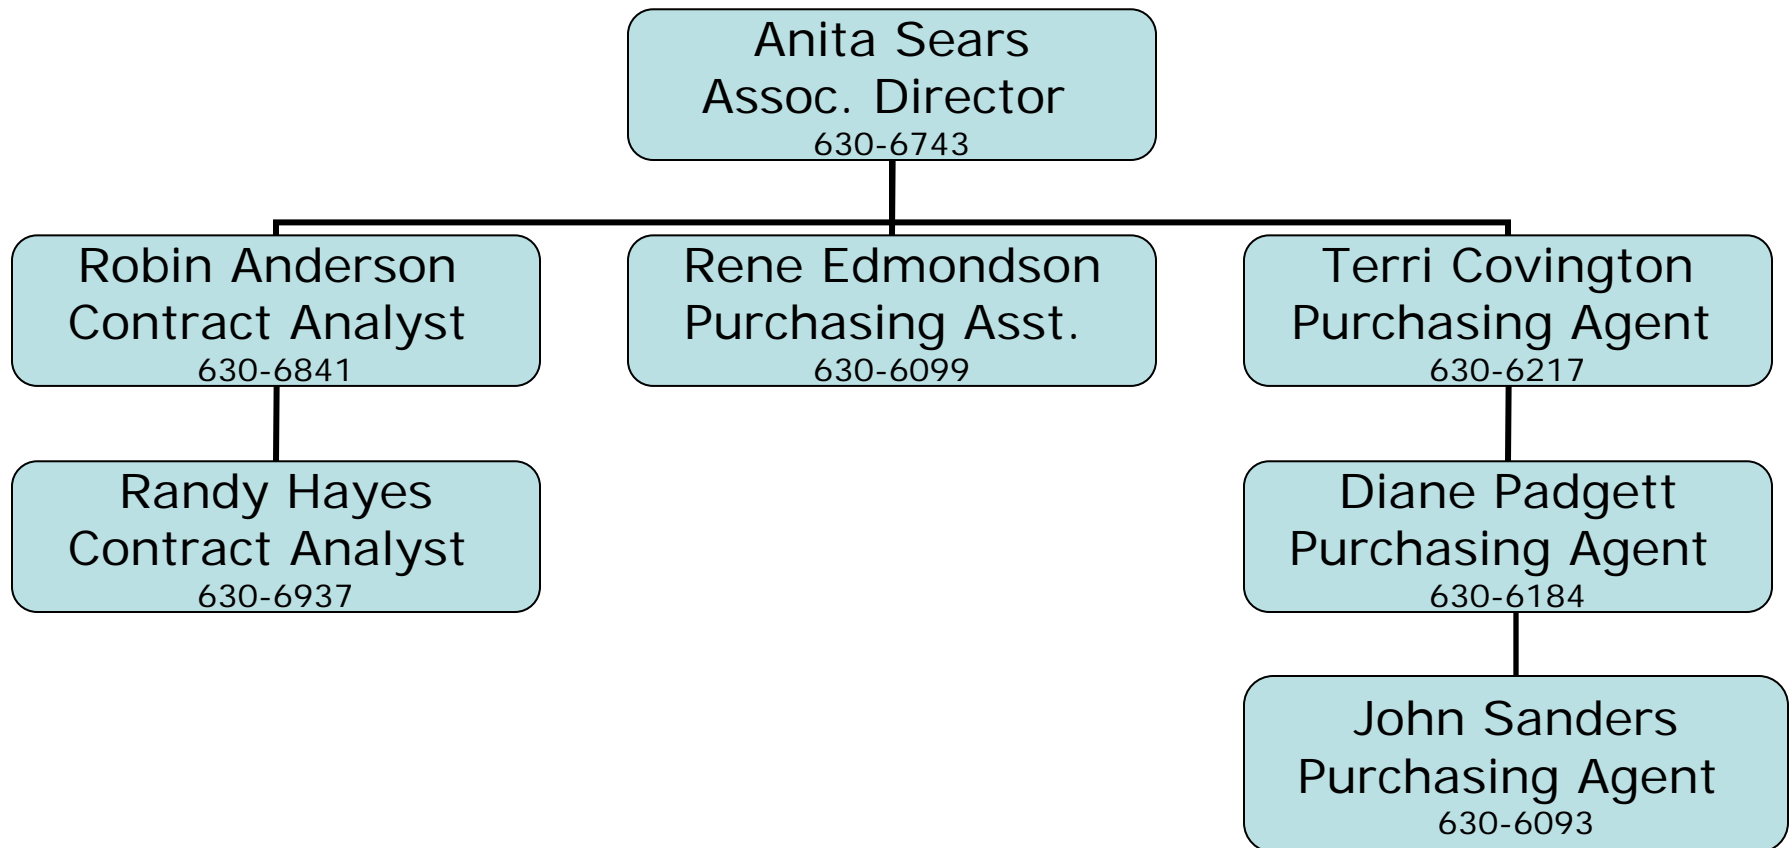 Anita Sears
Assoc. Director
630-6743
Robin Anderson
Contract Analyst
630-6841
Rene Edmondson
Purchasing Asst.
630-6099
Terri Covington
Purchasing Agent
630-6217
Randy Hayes
Contract Analyst
630-6937
Diane Padgett
Purchasing Agent
630-6184
John Sanders
Purchasing Agent
630-6093